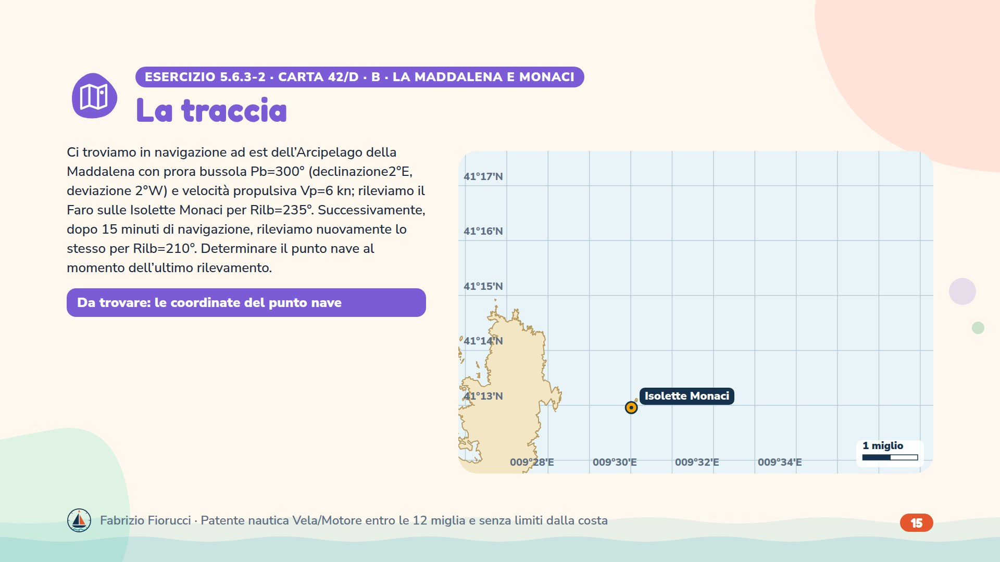 ESERCIZIO 5.6.3-2 · CARTA 42/D · B · LA MADDALENA E MONACI
La traccia
Ci troviamo in navigazione ad est dell’Arcipelago della
Maddalena con prora bussola Pb=300° (declinazione2°E,
deviazione 2°W) e velocità propulsiva Vp=6 kn; rileviamo il
Faro sulle Isolette Monaci per Rilb=235°. Successivamente,
dopo 15 minuti di navigazione, rileviamo nuovamente lo
stesso per Rilb=210°. Determinare il punto nave al
momento dell’ultimo rilevamento.
Da trovare: le coordinate del punto nave
41°17'N
41°16'N
41°15'N
41°14'N
41°13'N
Isolette Monaci
1 miglio
009°28'E
009°30'E
009°32'E
009°34'E
Fabrizio Fiorucci · Patente nautica Vela/Motore entro le 12 miglia e senza limiti dalla costa
15